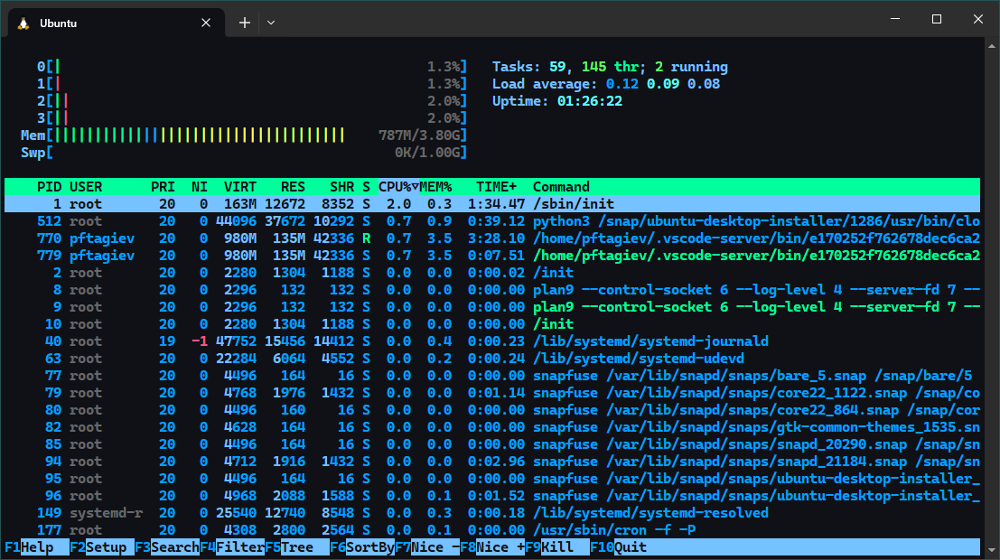 Ubuntu
0[|| 1.3%] Tasks: 59, 145 thr; 2 running
1[| 1.3%] Load average: 0.12 0.09 0.08
2[|| 2.0%] Uptime: 01:26:22
3[|| 2.0%]
Mem[|||||||||||||||||||||||||||||||||||| 787M/3.80G]
Swp[ 0K/1.00G]
PID USER PRI NI VIRT RES SHR S CPU%▽MEM% TIME+ Command
1 root 20 0 163M 12672 8352 S 2.0 0.3 1:34.47 /sbin/init
512 root 20 0 44096 37672 10292 S 0.7 0.9 0:39.12 python3 /snap/ubuntu-desktop-installer/1286/usr/bin/clo
770 pftagiev 20 0 980M 135M 42336 R 0.7 3.5 3:28.10 /home/pftagiev/.vscode-server/bin/e170252f762678dec6ca2
779 pftagiev 20 0 980M 135M 42336 S 0.7 3.5 0:07.51 /home/pftagiev/.vscode-server/bin/e170252f762678dec6ca2
2 root 20 0 2280 1304 1188 S 0.0 0.0 0:00.02 /init
8 root 20 0 2296 132 132 S 0.0 0.0 0:00.00 plan9 --control-socket 6 --log-level 4 --server-fd 7 --
9 root 20 0 2296 132 132 S 0.0 0.0 0:00.00 plan9 --control-socket 6 --log-level 4 --server-fd 7 --
10 root 20 0 2280 1304 1188 S 0.0 0.0 0:00.00 /init
40 root 19 -1 47752 15456 14412 S 0.0 0.4 0:00.23 /lib/systemd/systemd-journald
63 root 20 0 22284 6064 4552 S 0.0 0.2 0:00.24 /lib/systemd/systemd-udevd
77 root 20 0 4496 164 16 S 0.0 0.0 0:00.00 snapfuse /var/lib/snapd/snaps/bare_5.snap /snap/bare/5
79 root 20 0 4768 1976 1432 S 0.0 0.0 0:01.14 snapfuse /var/lib/snapd/snaps/core22_1122.snap /snap/co
80 root 20 0 4496 160 16 S 0.0 0.0 0:00.00 snapfuse /var/lib/snapd/snaps/core22_864.snap /snap/cor
82 root 20 0 4628 164 16 S 0.0 0.0 0:00.00 snapfuse /var/lib/snapd/snaps/gtk-common-themes_1535.sn
85 root 20 0 4496 164 16 S 0.0 0.0 0:00.00 snapfuse /var/lib/snapd/snaps/snapd_20290.snap /snap/sn
94 root 20 0 4712 1916 1432 S 0.0 0.0 0:02.96 snapfuse /var/lib/snapd/snaps/snapd_21184.snap /snap/sn
95 root 20 0 4496 164 16 S 0.0 0.0 0:00.00 snapfuse /var/lib/snapd/snaps/ubuntu-desktop-installer_
96 root 20 0 4968 2088 1588 S 0.0 0.1 0:01.52 snapfuse /var/lib/snapd/snaps/ubuntu-desktop-installer_
149 systemd-r 20 0 25540 12740 8548 S 0.0 0.3 0:00.18 /lib/systemd/systemd-resolved
177 root 20 0 4308 2800 2564 S 0.0 0.1 0:00.00 /usr/sbin/cron -f -P
F1Help F2Setup F3SearchF4FilterF5Tree F6SortByF7Nice -F8Nice +F9Kill F10Quit